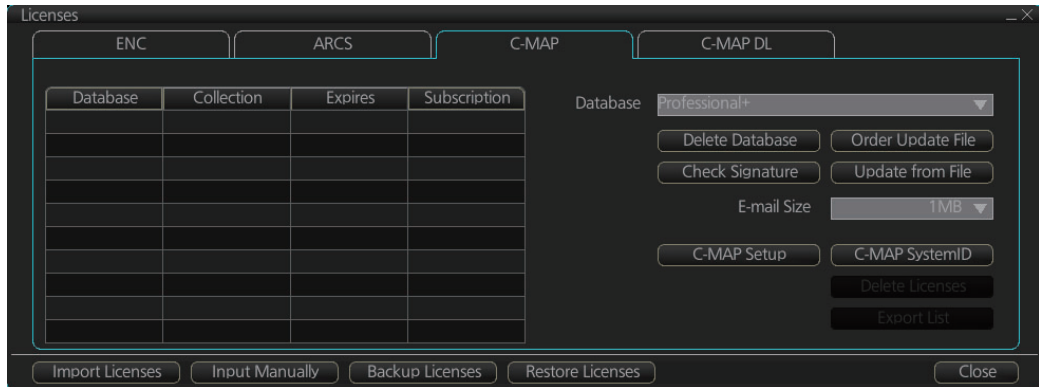 Licenses
ENC ARCS C-MAP C-MAP DL
Database Collection Expires Subscription
Database Professional+
Delete Database Order Update File
Check Signature Update from File
E-mail Size 1MB
C-MAP Setup C-MAP SystemID
Delete Licenses
Export List
Import Licenses Input Manually Backup Licenses Restore Licenses Close